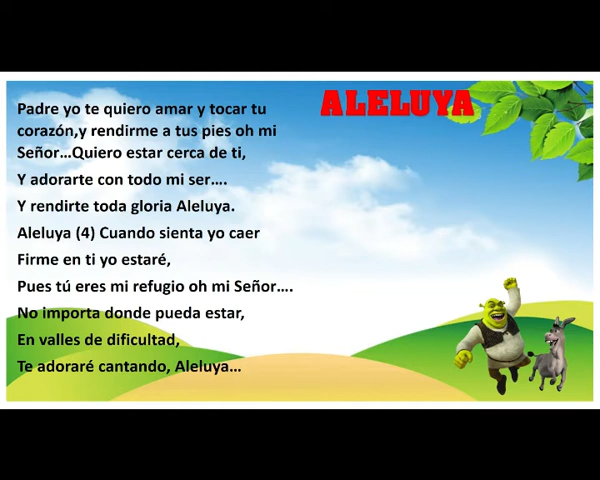 ALELUYA
Padre yo te quiero amar y tocar tu
corazón,y rendirme a tus pies oh mi
Señor...Quiero estar cerca de ti,
Y adorarte con todo mi ser....
Y rendirte toda gloria Aleluya.
Aleluya (4) Cuando sienta yo caer
Firme en ti yo estaré,
Pues tú eres mi refugio oh mi Señor....
No importa donde pueda estar,
En valles de dificultad,
Te adoraré cantando, Aleluya...